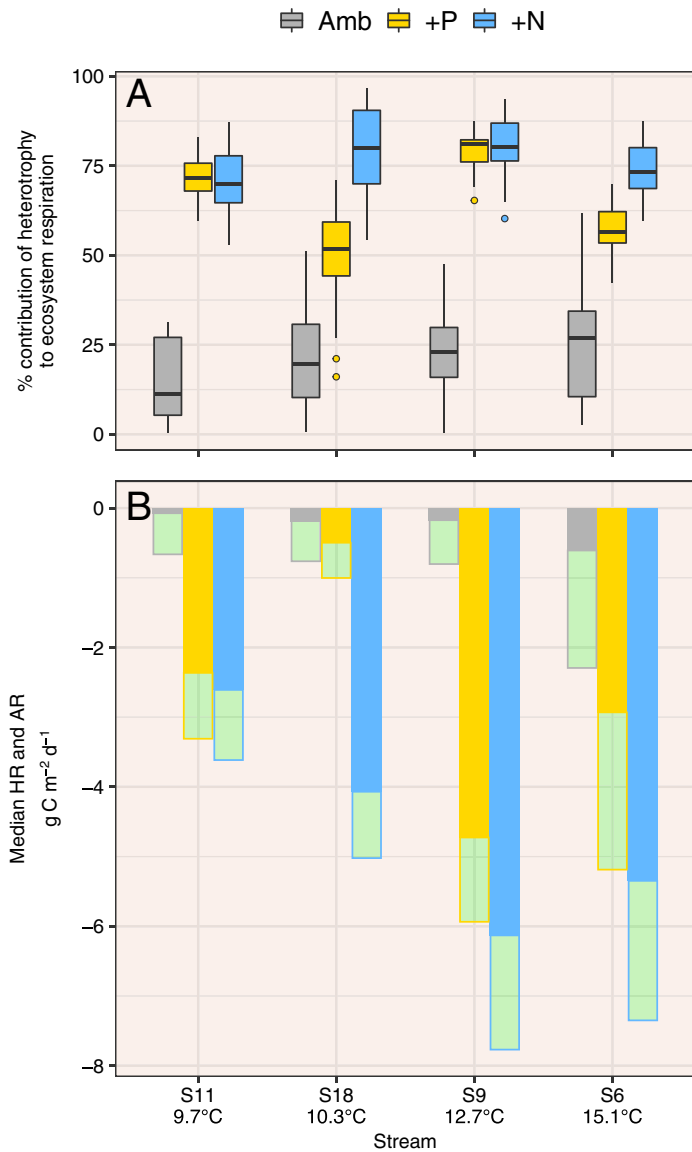 Amb +P +N
A
% contribution of heterotrophy
to ecosystem respiration
100
75
50
25
0
B
Median HR and AR
g C m⁻² d⁻¹
0
−2
−4
−6
−8
S11 S18 S9 S6
9.7°C 10.3°C 12.7°C 15.1°C
Stream